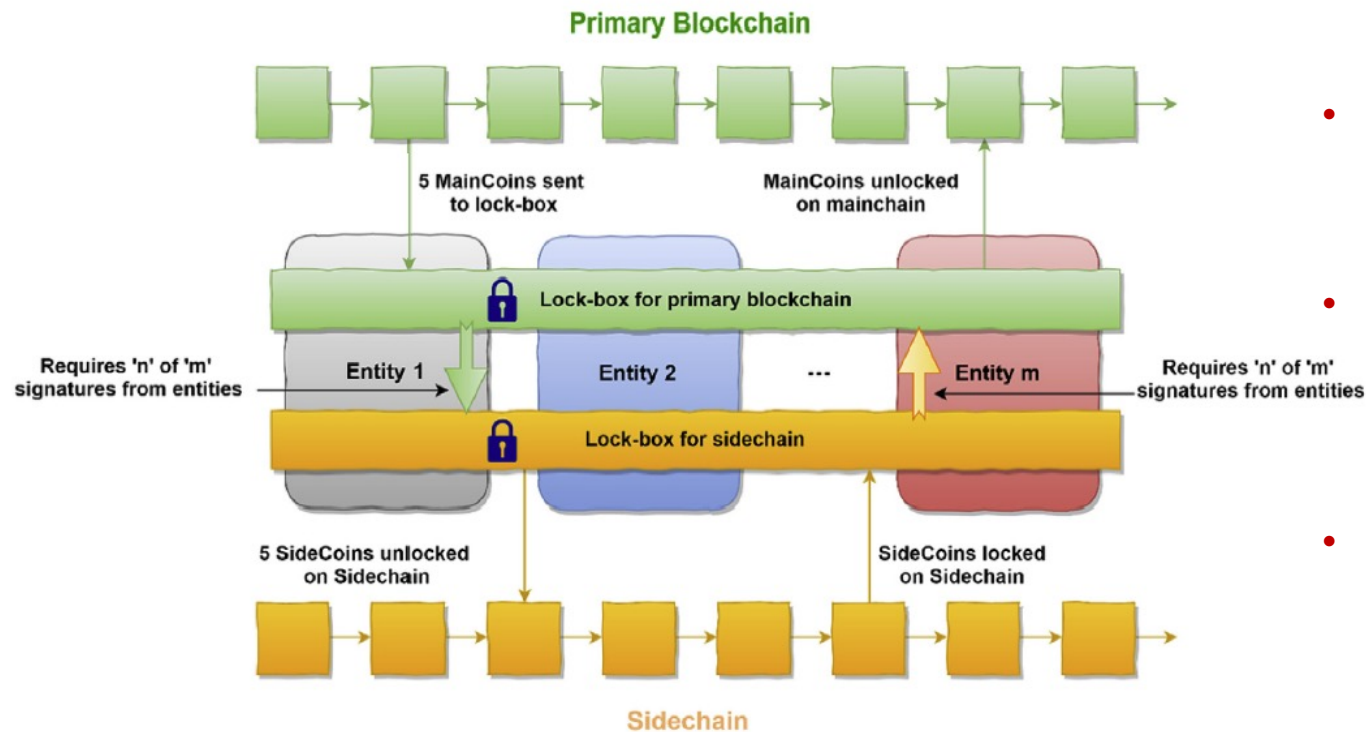 Primary Blockchain
5 MainCoins sent
to lock-box
MainCoins unlocked
on mainchain
Lock-box for primary blockchain
Requires 'n' of 'm'
signatures from entities
Entity 1
Entity 2
---
Entity m
Requires 'n' of 'm'
signatures from entities
Lock-box for sidechain
5 SideCoins unlocked
on Sidechain
SideCoins locked
on Sidechain
Sidechain